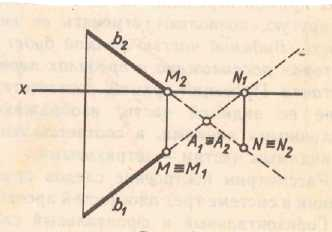 b₂
M₂
N₁
x
A₁≡A₂
M≡M₁
N≡N₂
b₁